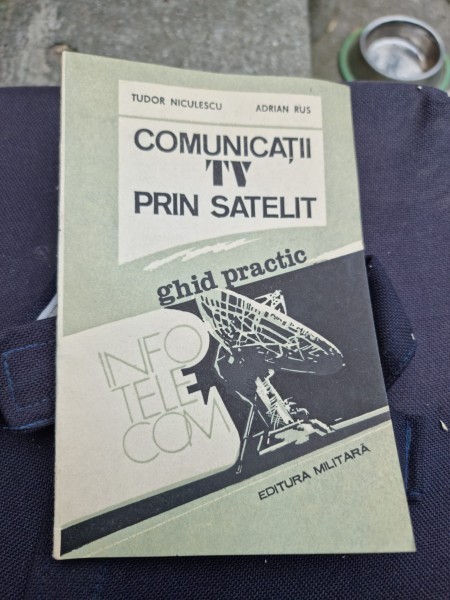 TUDOR NICULESCU ADRIAN RUS
COMUNICAȚII
TV
PRIN SATELIT
ghid practic
INFO
TELE
COM
EDITURA MILITARĂ